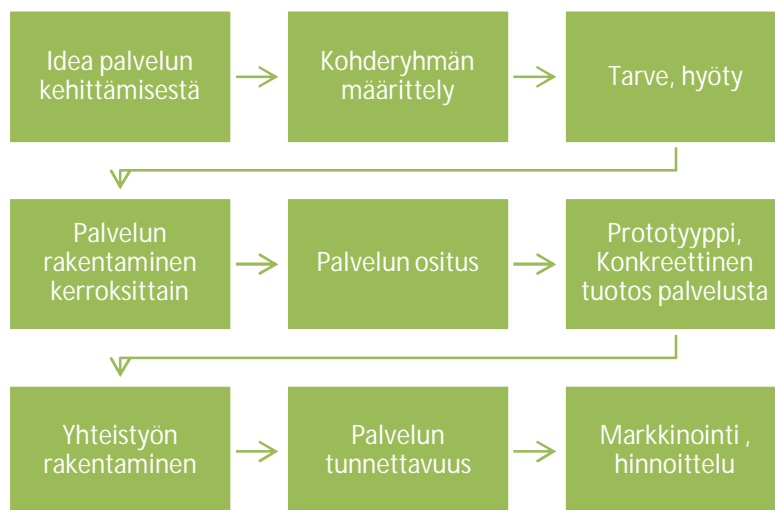 Idea palvelun
kehittämisestä
Kohderyhmän
määrittely
Tarve, hyöty
Palvelun
rakentaminen
kerroksittain
Palvelun ositus
Prototyyppi,
Konkreettinen
tuotos palvelusta
Yhteistyön
rakentaminen
Palvelun
tunnettavuus
Markkinointi ,
hinnoittelu